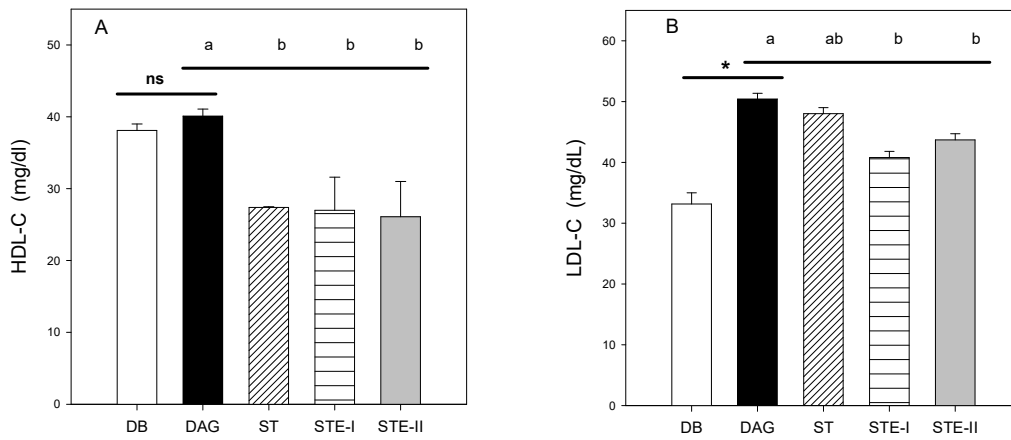 A
a b b b
ns
HDL-C (mg/dl)
50
40
30
20
10
0
DB DAG ST STE-I STE-II
B
a ab b b
*
LDL-C (mg/dL)
60
50
40
30
20
10
0
DB DAG ST STE-I STE-II